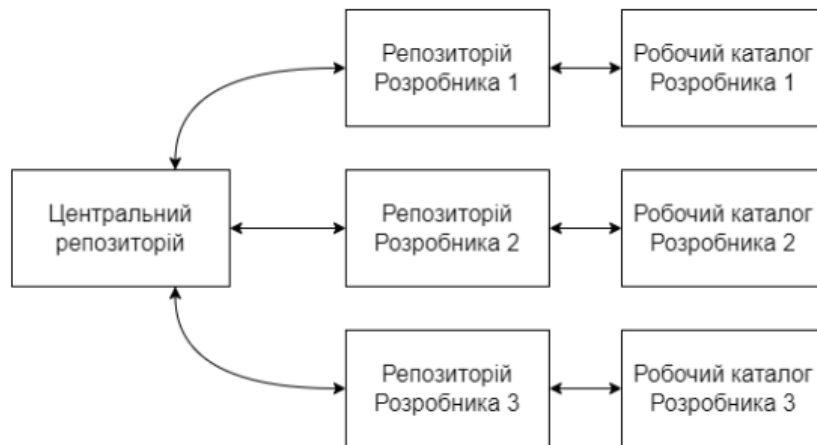 Репозиторій
Розробника 1
Робочий каталог
Розробника 1
Центральний
репозиторій
Репозиторій
Розробника 2
Робочий каталог
Розробника 2
Репозиторій
Розробника 3
Робочий каталог
Розробника 3